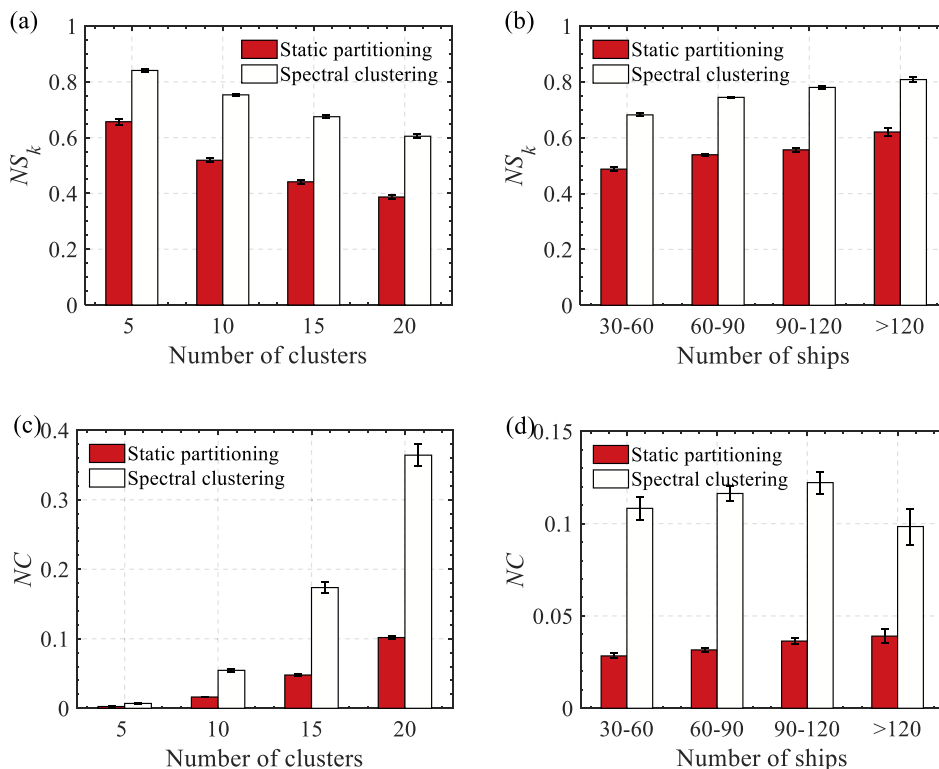 (a)
1
0.8
0.6
0.4
0.2
0
NS_k
Static partitioning
Spectral clustering
5 10 15 20
Number of clusters
(b)
1
0.8
0.6
0.4
0.2
0
NS_k
Static partitioning
Spectral clustering
30-60 60-90 90-120 >120
Number of ships
(c)
0.4
0.3
0.2
0.1
0
NC
Static partitioning
Spectral clustering
5 10 15 20
Number of clusters
(d)
0.15
0.1
0.05
0
NC
Static partitioning
Spectral clustering
30-60 60-90 90-120 >120
Number of ships